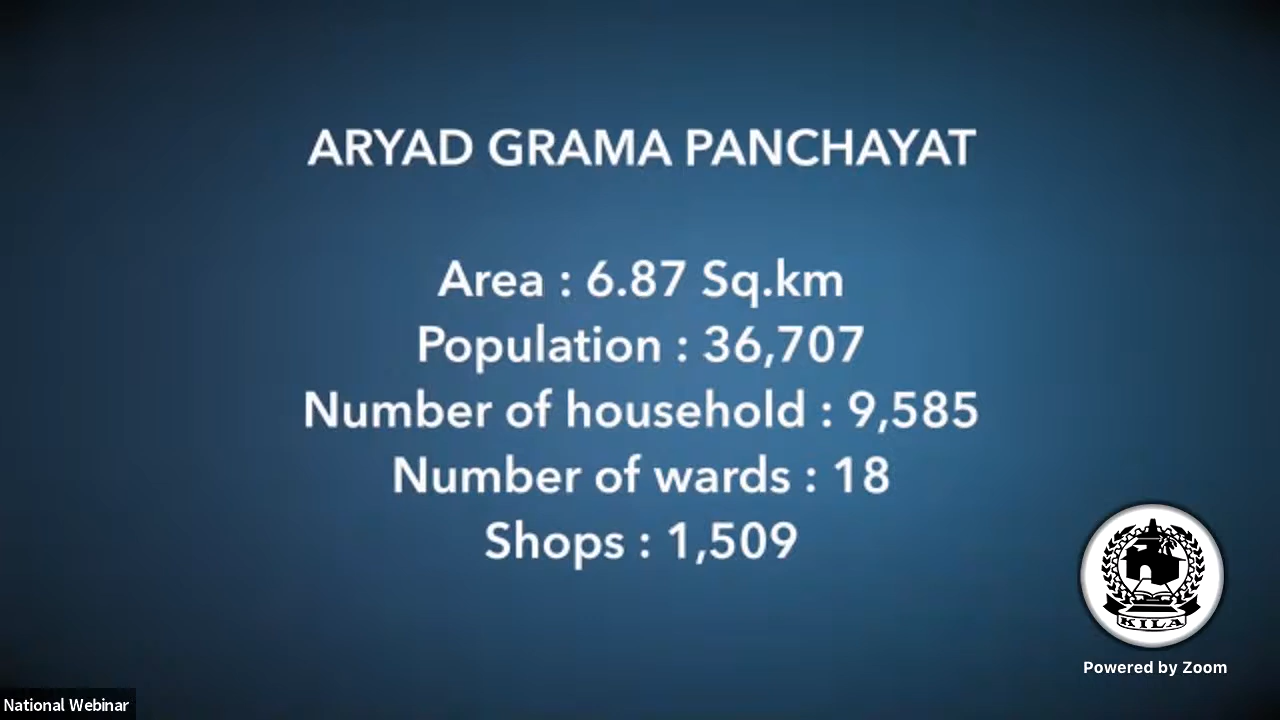 ARYAD GRAMA PANCHAYAT
Area : 6.87 Sq.km
Population : 36,707
Number of household : 9,585
Number of wards : 18
Shops : 1,509
KILA
Powered by Zoom
National Webinar